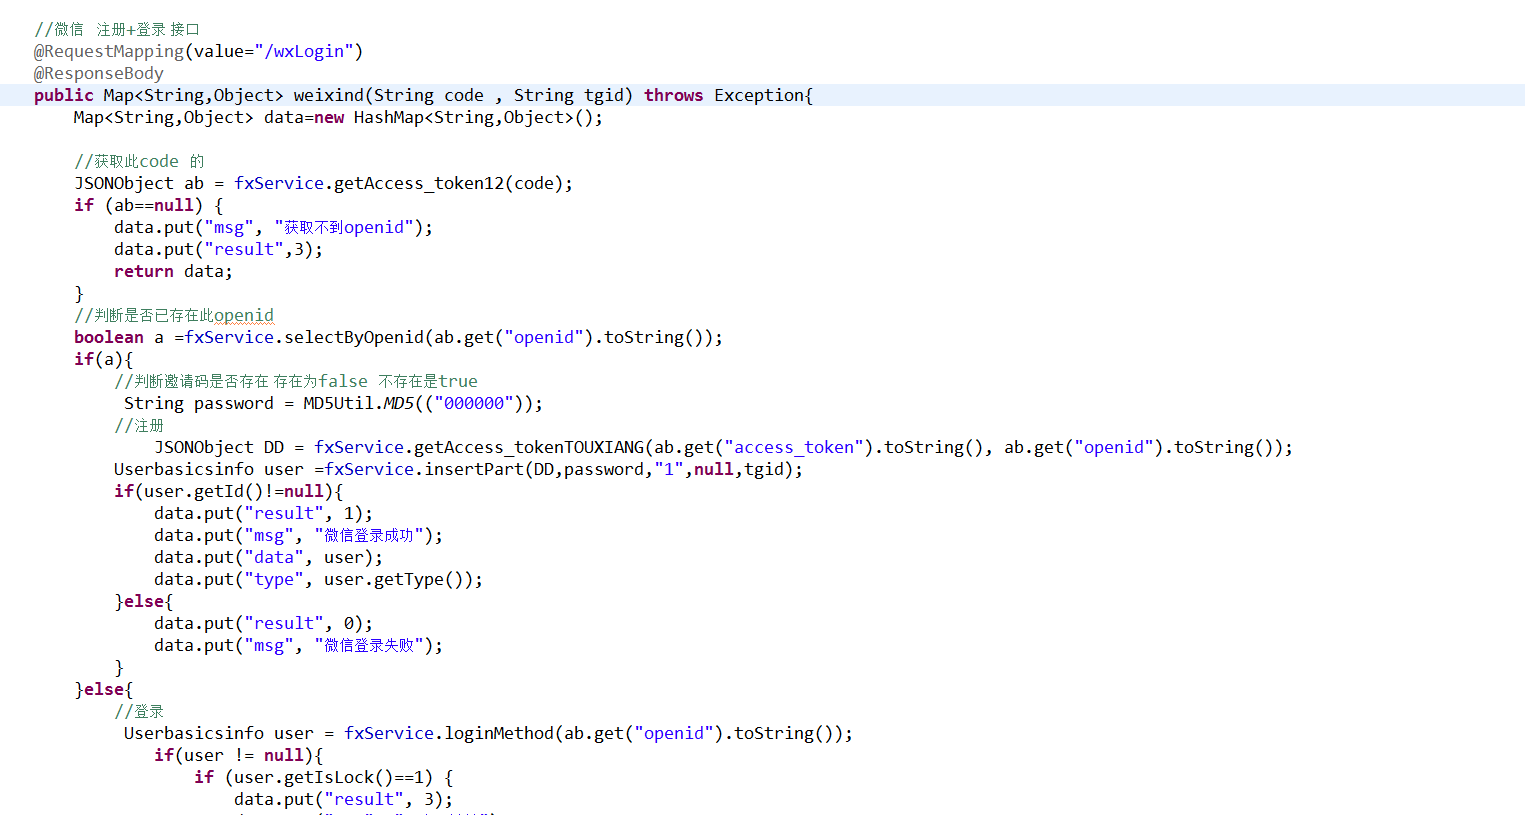 //微信   注册+登录 接口
@RequestMapping(value="/wxLogin")
@ResponseBody
public Map<String,Object> weixind(String code , String tgid) throws Exception{
    Map<String,Object> data=new HashMap<String,Object>();
    //获取此code 的
    JSONObject ab = fxService.getAccess_token12(code);
    if (ab==null) {
        data.put("msg", "获取不到openid");
        data.put("result",3);
        return data;
    }
    //判断是否已存在此openid
    boolean a =fxService.selectByOpenid(ab.get("openid").toString());
    if(a){
        //判断邀请码是否存在 存在为false  不存在是true
         String password = MD5Util.MD5(("000000"));
        //注册
            JSONObject DD = fxService.getAccess_tokenTOUXIANG(ab.get("access_token").toString(), ab.get("openid").toString());
        Userbasicsinfo user =fxService.insertPart(DD,password,"1",null,tgid);
        if(user.getId()!=null){
            data.put("result", 1);
            data.put("msg", "微信登录成功");
            data.put("data", user);
            data.put("type", user.getType());
        }else{
            data.put("result", 0);
            data.put("msg", "微信登录失败");
        }
    }else{
        //登录
         Userbasicsinfo user = fxService.loginMethod(ab.get("openid").toString());
            if(user != null){
                if (user.getIsLock()==1) {
                    data.put("result", 3);